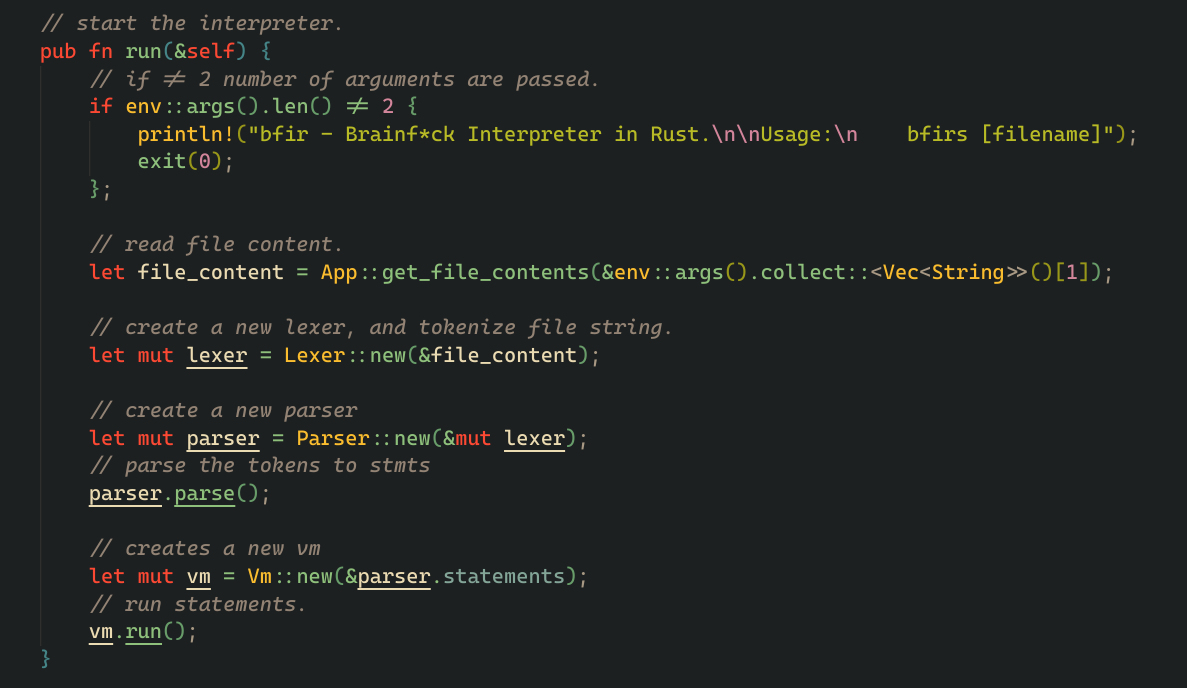 // start the interpreter.
pub fn run(&self) {
    // if != 2 number of arguments are passed.
    if env::args().len() != 2 {
        println!("bfir - Brainf*ck Interpreter in Rust.\n\nUsage:\n    bfirs [filename]");
        exit(0);
    };

    // read file content.
    let file_content = App::get_file_contents(&env::args().collect::<Vec<String>>()[1]);

    // create a new lexer, and tokenize file string.
    let mut lexer = Lexer::new(&file_content);

    // create a new parser
    let mut parser = Parser::new(&mut lexer);
    // parse the tokens to stmts
    parser.parse();

    // creates a new vm
    let mut vm = Vm::new(&parser.statements);
    // run statements.
    vm.run();
}